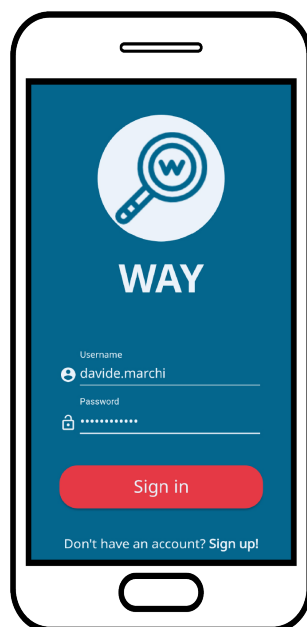 W
WAY
Username
davide.marchi
Password
••••••••••••
Sign in
Don't have an account? Sign up!